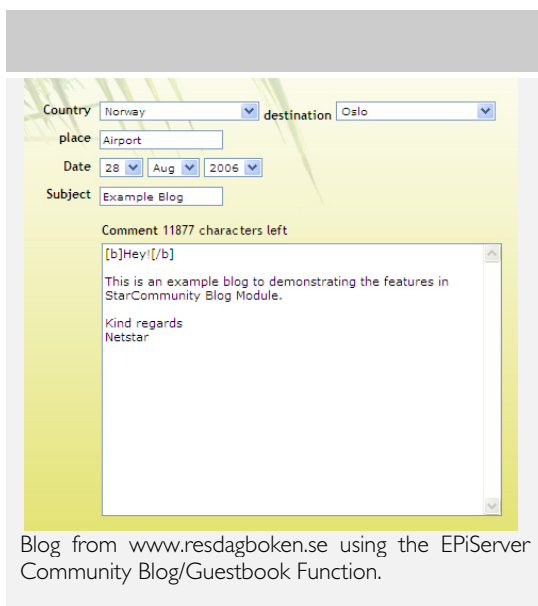 Country Norway destination Oslo
place Airport
Date 28 Aug 2006
Subject Example Blog
Comment 11877 characters left
[b]Hey![/b]
This is an example blog to demonstrating the features in
StarCommunity Blog Module.
Kind regards
Netstar
Blog from www.resdagboken.se using the EPiServer
Community Blog/Guestbook Function.